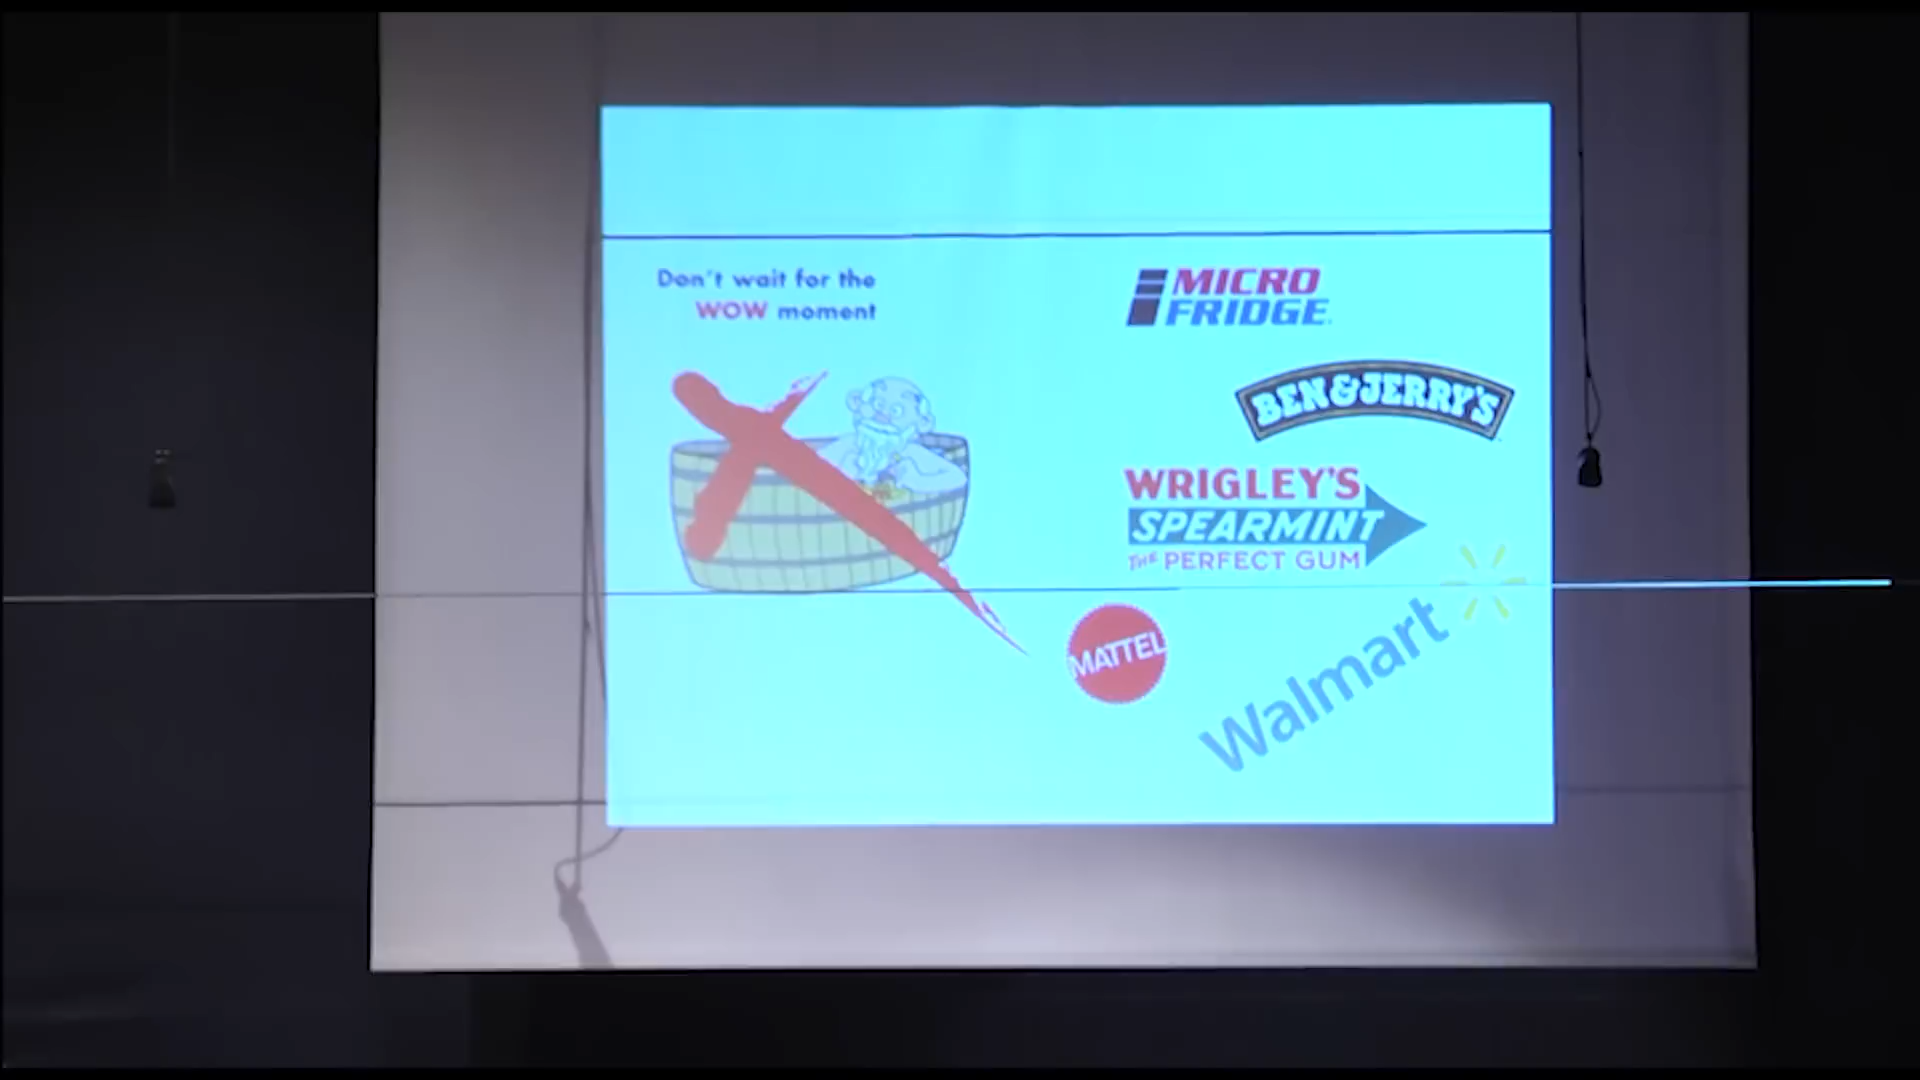 Don't wait for the
WOW moment
MICRO
FRIDGE
BEN & JERRY'S
WRIGLEY'S
SPEARMINT
THE PERFECT GUM
MATTEL
Walmart